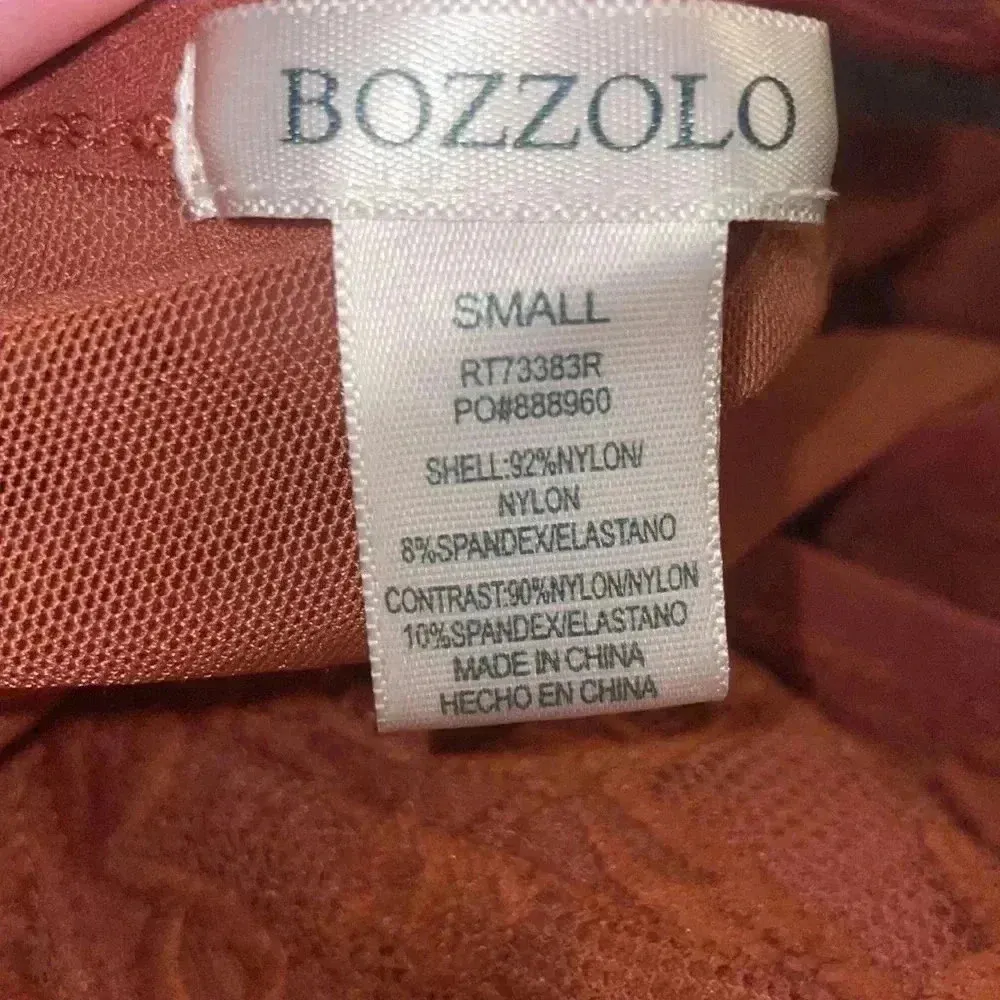 BOZZOLO
SMALL
RT73383R
PO#888960
SHELL:92%NYLON/
NYLON
8%SPANDEX/ELASTANO
CONTRAST:90%NYLON/NYLON
10%SPANDEX/ELASTANO
MADE IN CHINA
HECHO EN CHINA